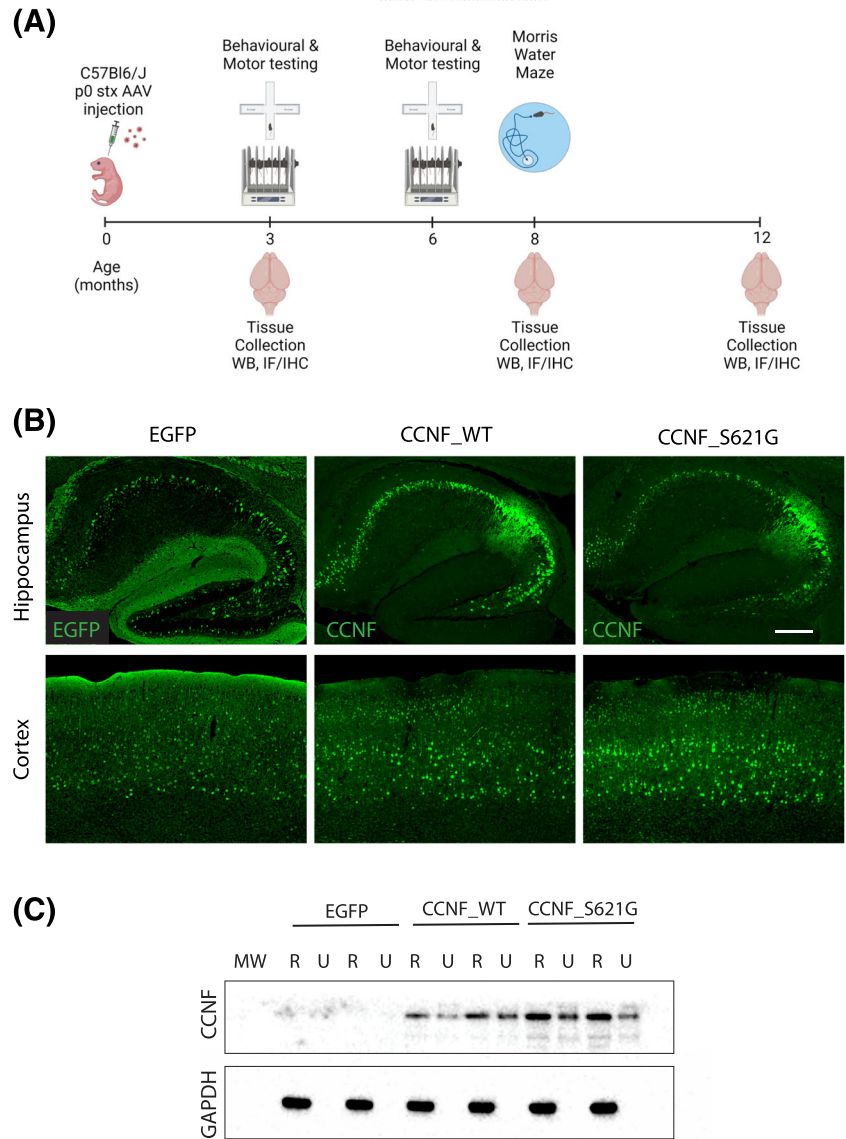 (A)
C57Bl6/J
p0 stx AAV
injection
Behavioural &
Motor testing
Behavioural &
Motor testing
Morris
Water
Maze
0
3
6
8
12
Age
(months)
Tissue
Collection
WB, IF/IHC
Tissue
Collection
WB, IF/IHC
Tissue
Collection
WB, IF/IHC
(B)
EGFP
CCNF_WT
CCNF_S621G
Hippocampus
EGFP
CCNF
CCNF
Cortex
(C)
EGFP
CCNF_WT
CCNF_S621G
MW R U R U R U R U R U R U
CCNF
GAPDH